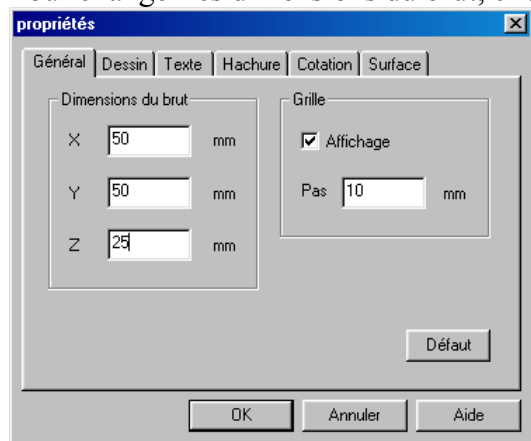 propriétés
Général Dessin Texte Hachure Cotation Surface
Dimensions du brut
X 50 mm
Y 50 mm
Z 25 mm
Grille
Affichage
Pas 10 mm
Défaut
OK Annuler Aide